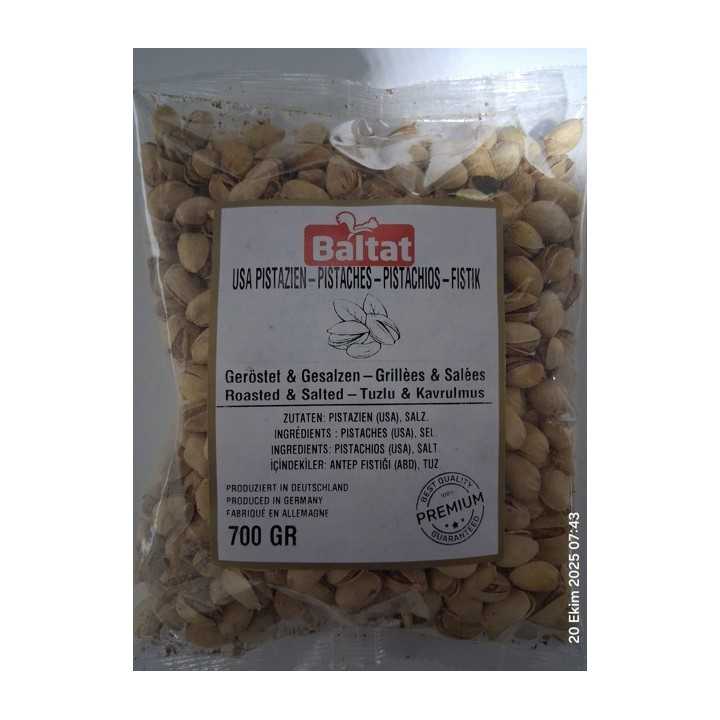 Baltat
USA PISTAZIEN – PISTACHES – PISTACHIOS – FISTIK
Geröstet & Gesalzen – Grillèes & Salèes
Roasted & Salted – Tuzlu & Kavrulmus
ZUTATEN: PISTAZIEN (USA), SALZ.
INGRÉDIENTS : PISTACHES (USA), SEL.
INGREDIENTS: PISTACHIOS (USA), SALT
İÇİNDEKİLER: ANTEP FISTIĞI (ABD), TUZ
PRODUZIERT IN DEUTSCHLAND
PRODUCED IN GERMANY
FABRIQUÉ EN ALLEMAGNE
700 GR
BEST QUALITY
100%
PREMIUM
GUARANTEED
20 Ekim 2025 07:43